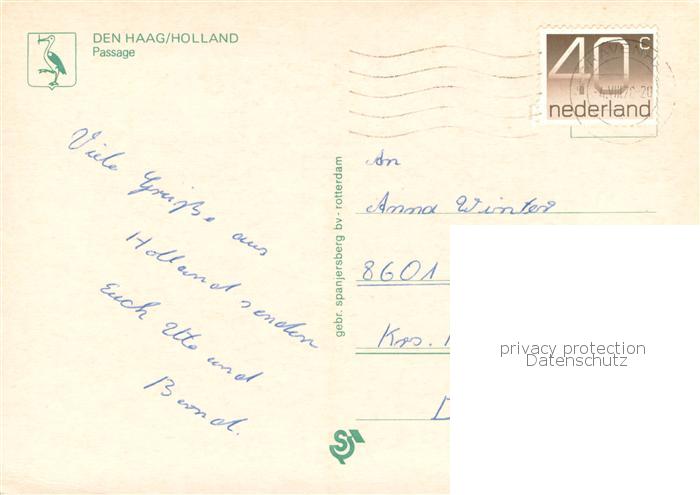 DEN HAAG/HOLLAND
Passage
40 c
nederland
Viele Grüße aus
Holland senden
Euch Ute und
Bernd.
gebr. spanjersberg bv - rotterdam
An
Anna Winter
8601
Krs.
privacy protection
Datenschutz